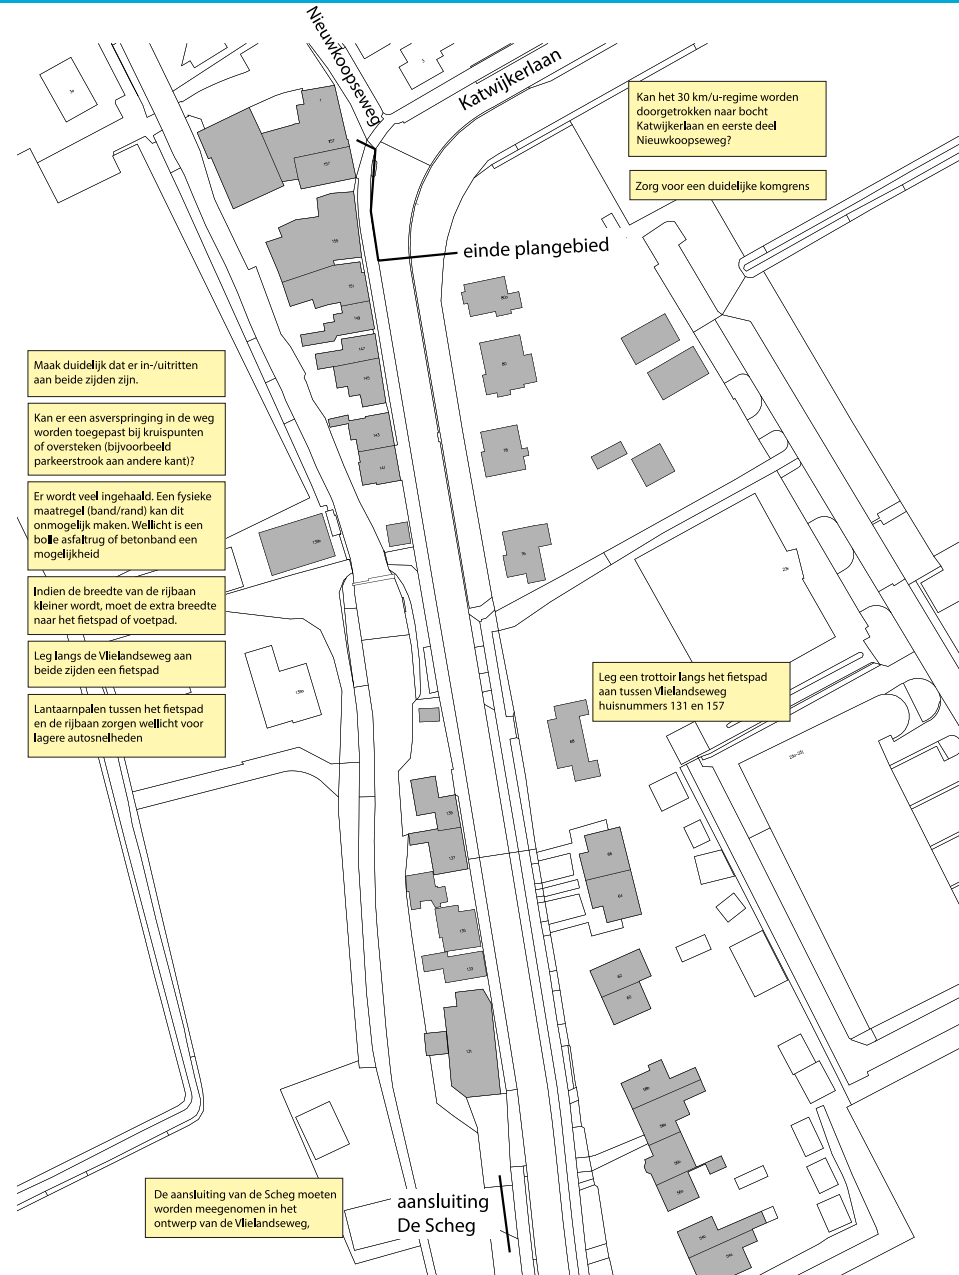 Nieuwkoopseweg
Katwijkerlaan
Kan het 30 km/u-regime worden
doorgetrokken naar bocht
Katwijkerlaan en eerste deel
Nieuwkoopseweg?
Zorg voor een duidelijke komgrens
einde plangebied
Maak duidelijk dat er in-/uitritten
aan beide zijden zijn.
Kan er een asverspringing in de weg
worden toegepast bij kruispunten
of oversteken (bijvoorbeeld
parkeerstrook aan andere kant)?
Er wordt veel ingehaald. Een fysieke
maatregel (band/rand) kan dit
onmogelijk maken. Wellicht is een
bolle asfaltrug of betonband een
mogelijkheid
Indien de breedte van de rijbaan
kleiner wordt, moet de extra breedte
naar het fietspad of voetpad.
Leg langs de Vlielandseweg aan
beide zijden een fietspad
Lantaarnpalen tussen het fietspad
en de rijbaan zorgen wellicht voor
lagere autosnelheden
Leg een trottoir langs het fietspad
aan tussen Vlielandseweg
huisnummers 131 en 157
De aansluiting van de Scheg moeten
worden meegenomen in het
ontwerp van de Vlielandseweg,
aansluiting
De Scheg